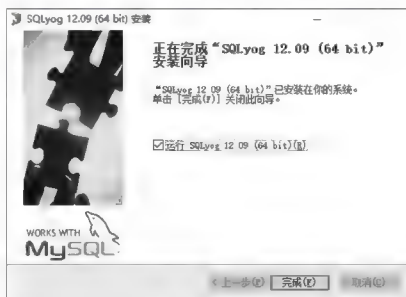 SQLyog 12.09 (64 bit) 安装
正在完成“SQLyog 12.09 (64 bit)”
安装向导
“SQLyog 12 09 (64 bit)”已安装在你的系统。
单击 [完成(F)] 关闭此向导。
运行 SQLyog 12 09 (64 bit)(R)
WORKS WITH
MySQL
< 上一步(P)
完成(F)
取消(C)